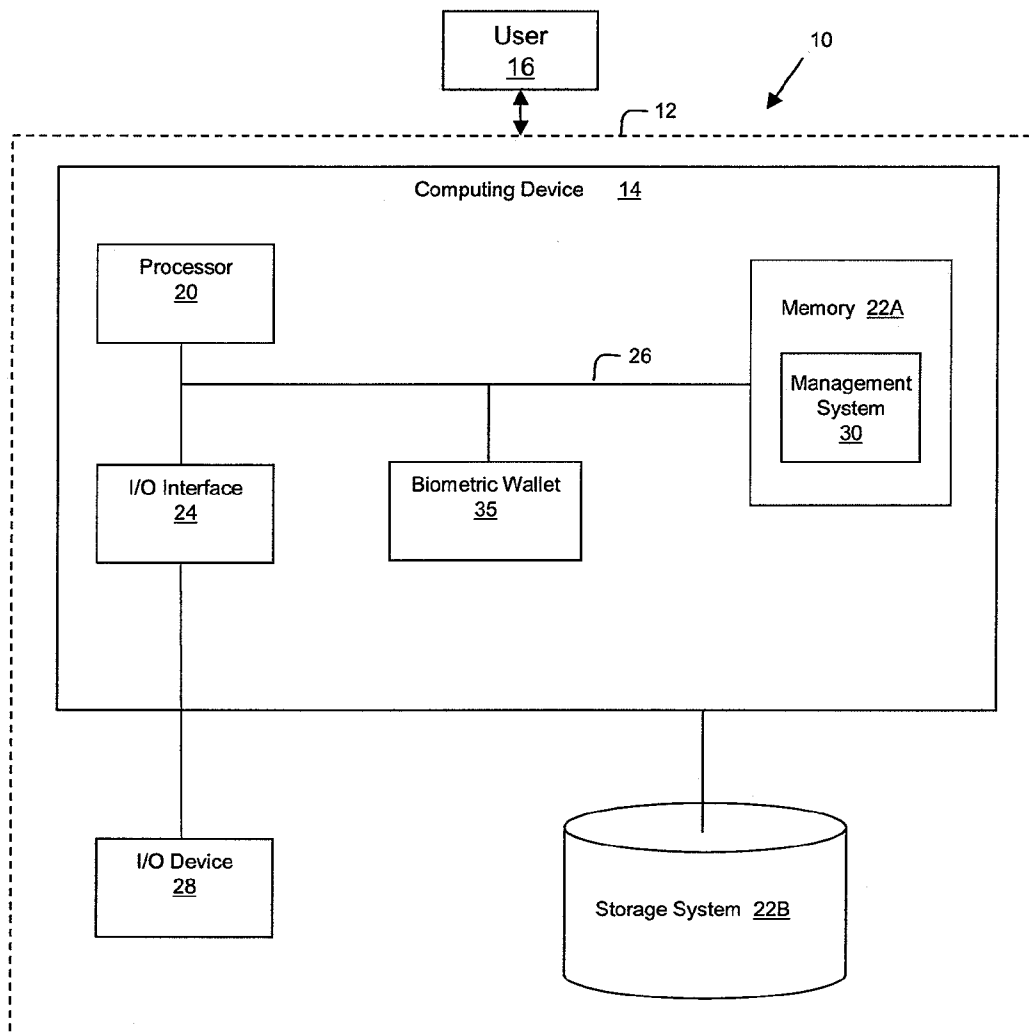 User
16
10
12
Computing Device 14
Processor
20
Memory 22A
26
Management
System
30
I/O Interface
24
Biometric Wallet
35
I/O Device
28
Storage System 22B